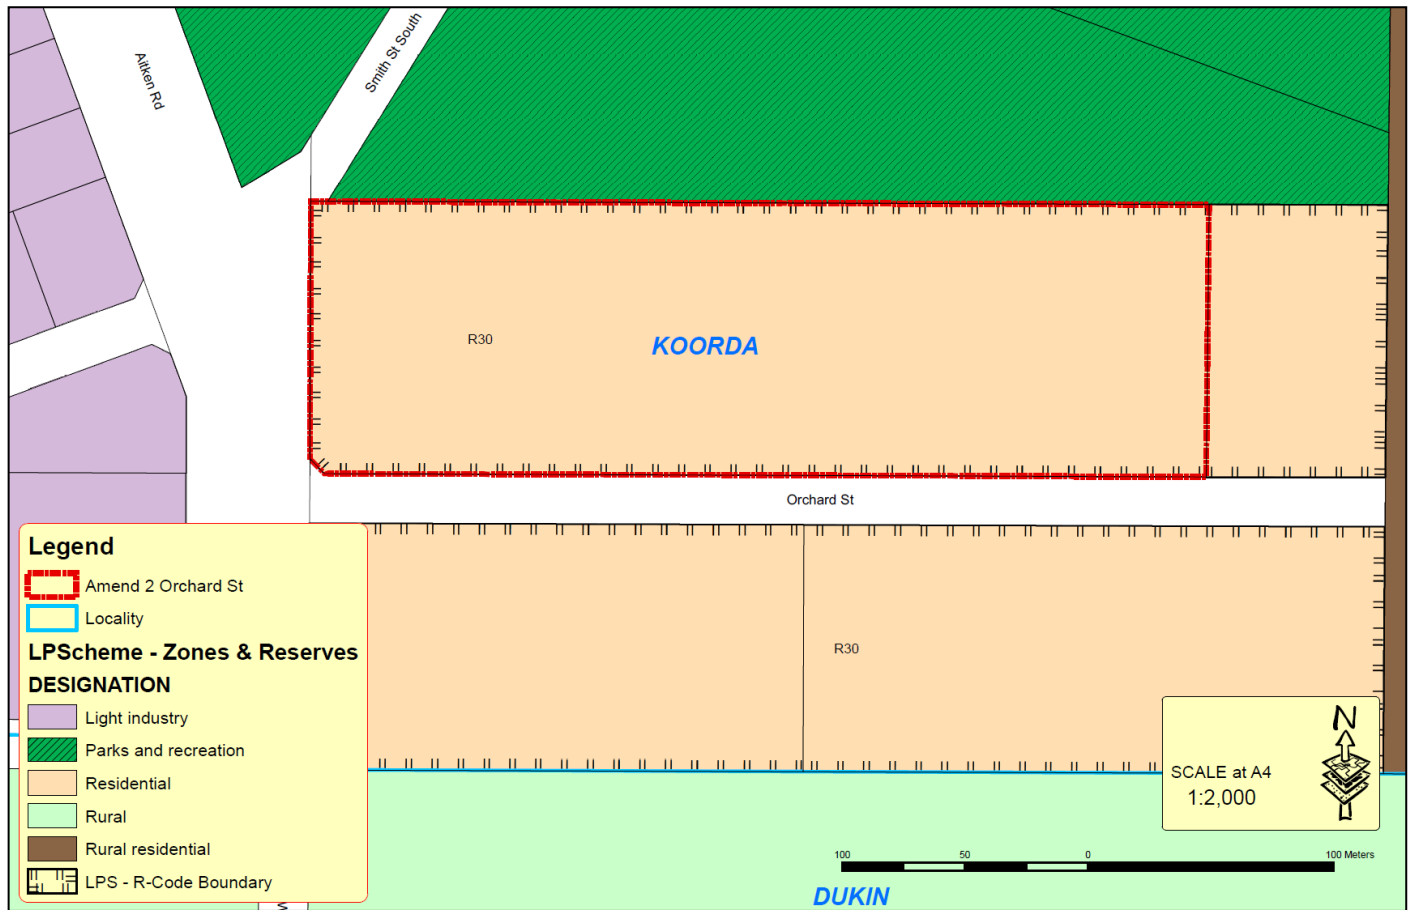 Aitken Rd
Smith St South
R30
KOORDA
Orchard St
Legend
Amend 2 Orchard St
Locality
LPScheme - Zones & Reserves
DESIGNATION
Light industry
Parks and recreation
Residential
Rural
Rural residential
LPS - R-Code Boundary
R30
N
SCALE at A4
1:2,000
100 50 0 100 Meters
DUKIN